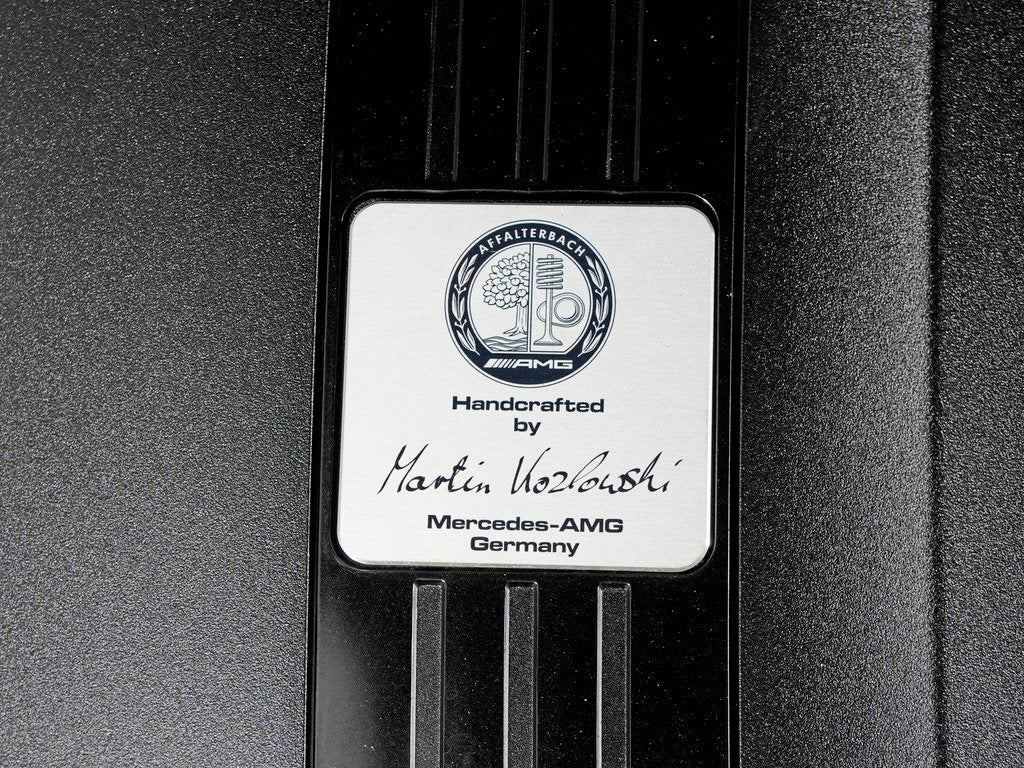 AFFALTERBACH
AMG
Handcrafted
by
Martin Kozlowski
Mercedes-AMG
Germany